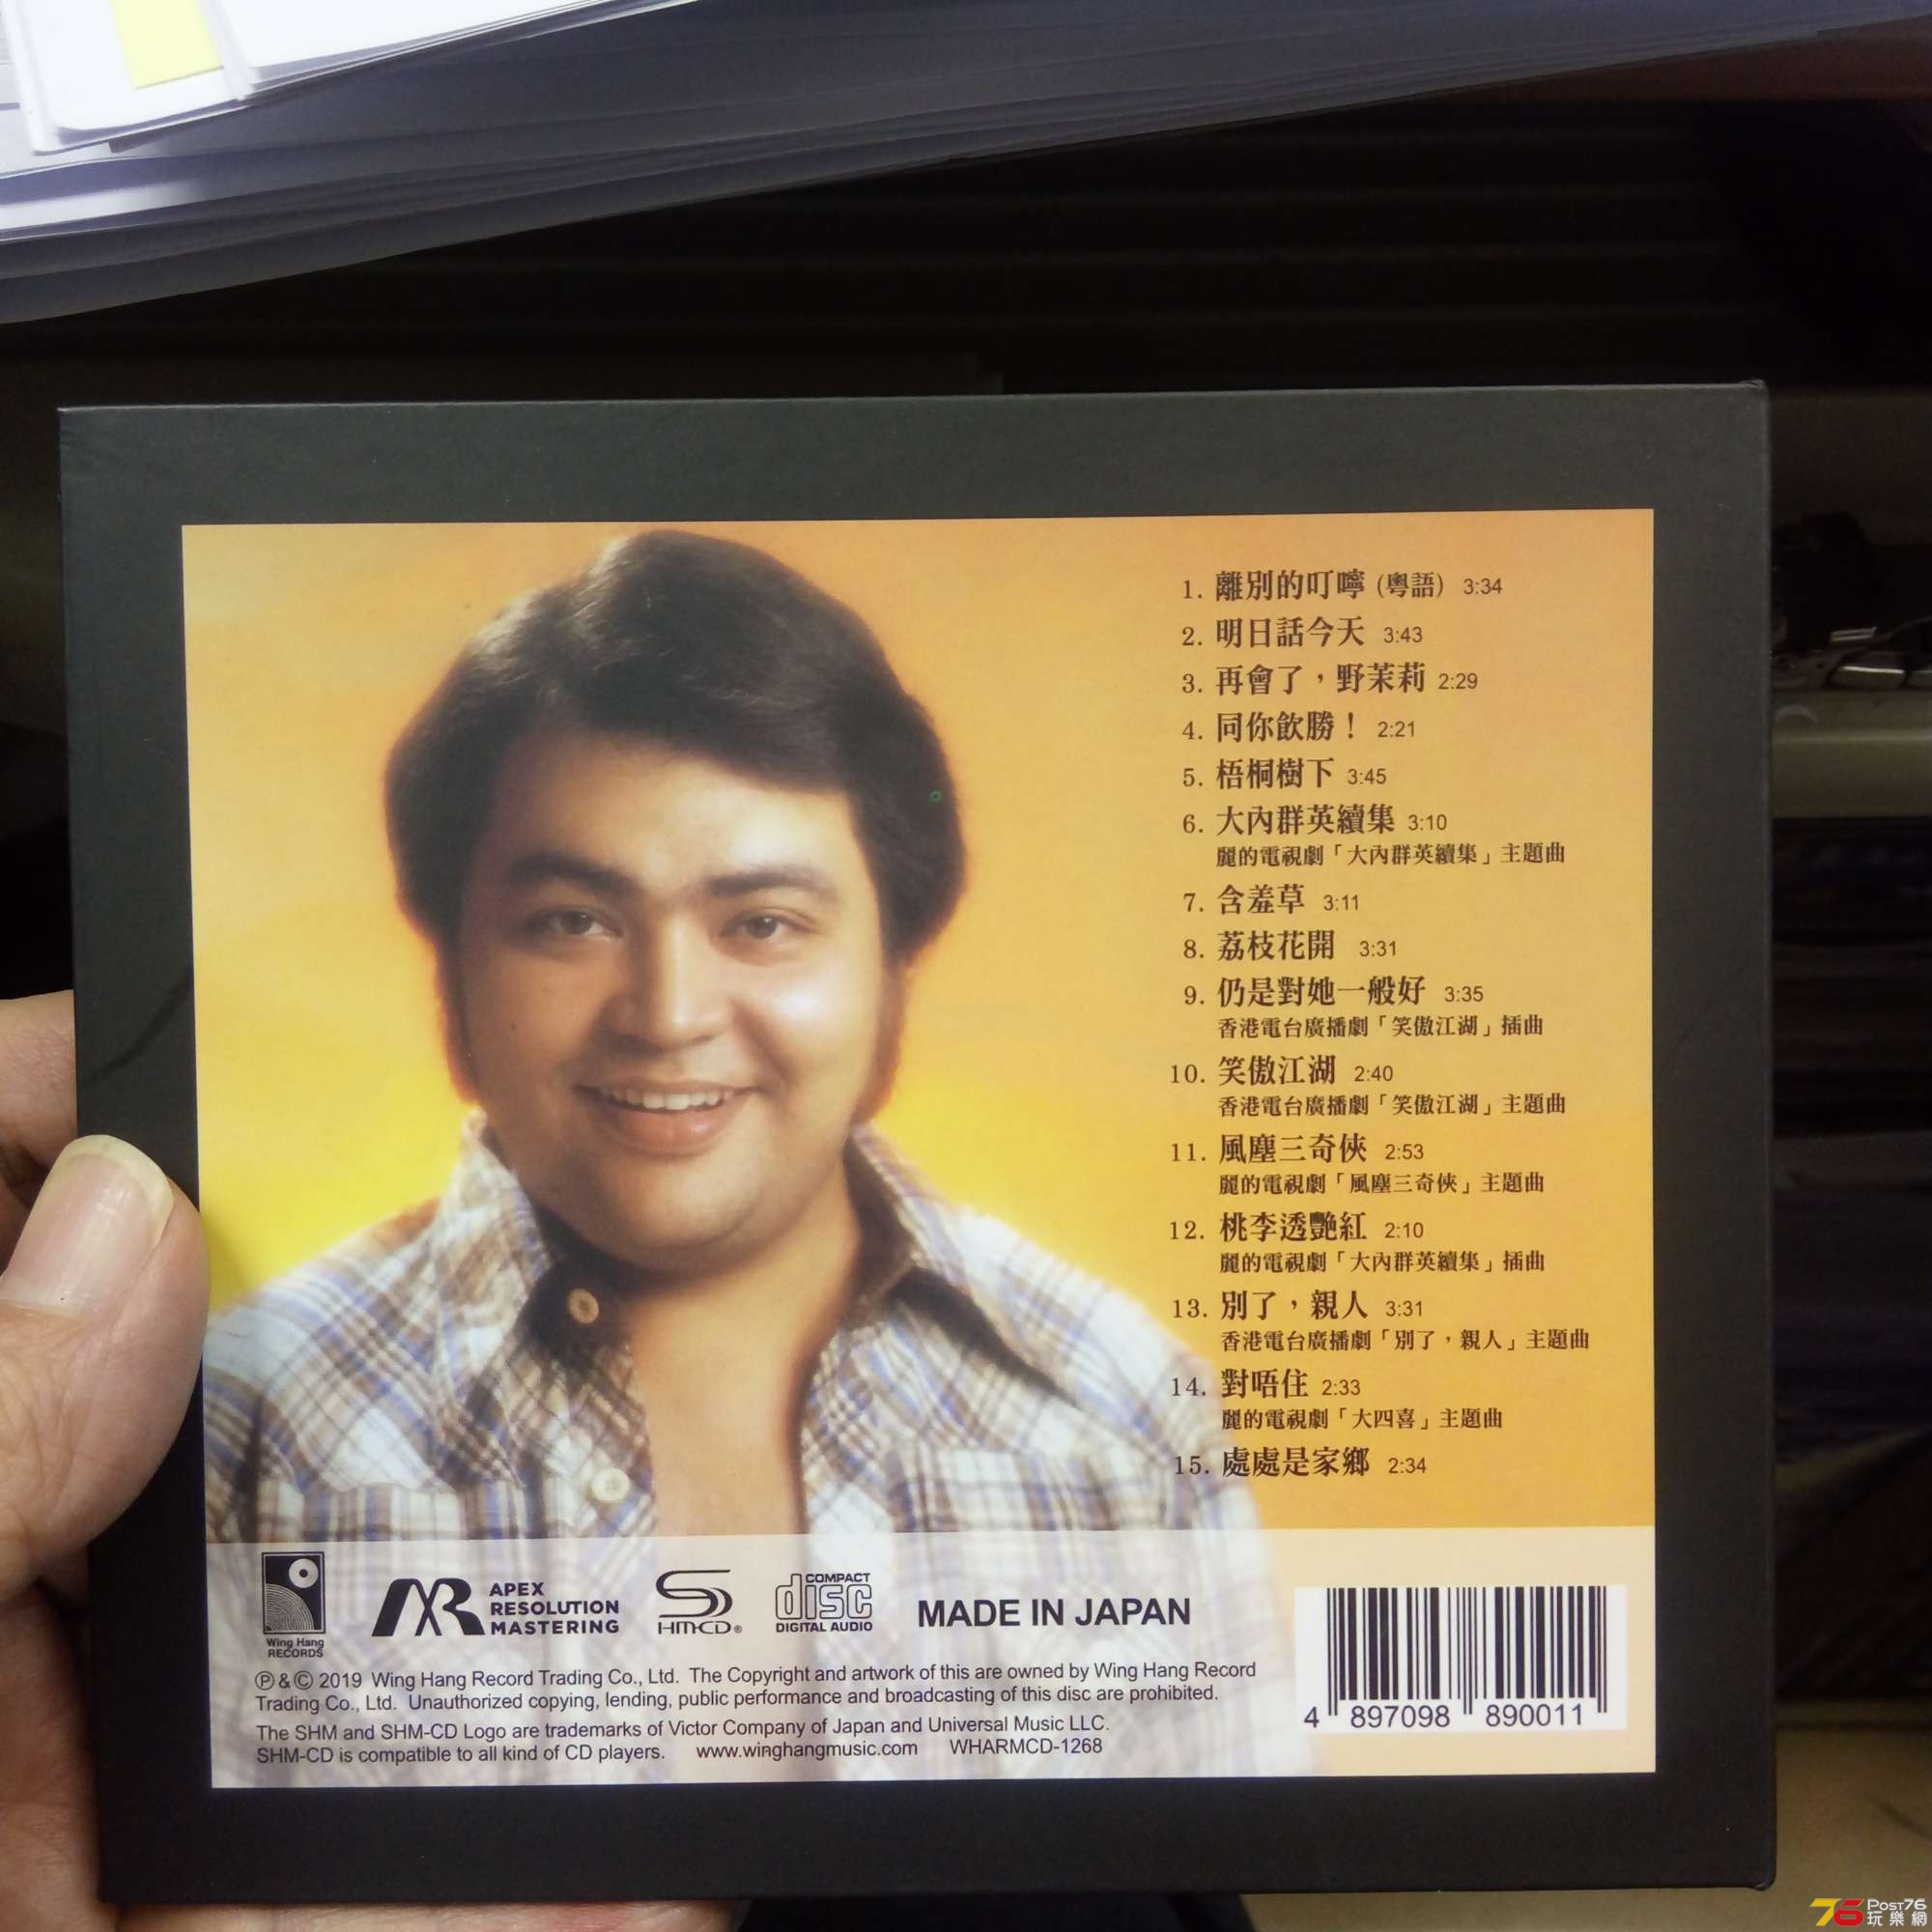 1. 離別的叮嚀 (粵語) 3:34
2. 明日話今天 3:43
3. 再會了，野茉莉 2:29
4. 同你飲勝！ 2:21
5. 梧桐樹下 3:45
6. 大內群英續集 3:10
麗的電視劇「大內群英續集」主題曲
7. 含羞草 3:11
8. 荔枝花開 3:31
9. 仍是對她一般好 3:35
香港電台廣播劇「笑傲江湖」插曲
10. 笑傲江湖 2:40
香港電台廣播劇「笑傲江湖」主題曲
11. 風塵三奇俠 2:53
麗的電視劇「風塵三奇俠」主題曲
12. 桃李透艷紅 2:10
麗的電視劇「大內群英續集」插曲
13. 別了，親人 3:31
香港電台廣播劇「別了，親人」主題曲
14. 對唔住 2:33
麗的電視劇「大四喜」主題曲
15. 處處是家鄉 2:34
Wing Hang
RECORDS
APEX
RESOLUTION
MASTERING
HM-CD®
COMPACT
disc
DIGITAL AUDIO
MADE IN JAPAN
Ⓟ & © 2019 Wing Hang Record Trading Co., Ltd. The Copyright and artwork of this are owned by Wing Hang Record
Trading Co., Ltd. Unauthorized copying, lending, public performance and broadcasting of this disc are prohibited.
The SHM and SHM-CD Logo are trademarks of Victor Company of Japan and Universal Music LLC.
SHM-CD is compatible to all kind of CD players. www.winghangmusic.com WHARMCD-1268
4 897098 890011
76 Post76
玩樂網